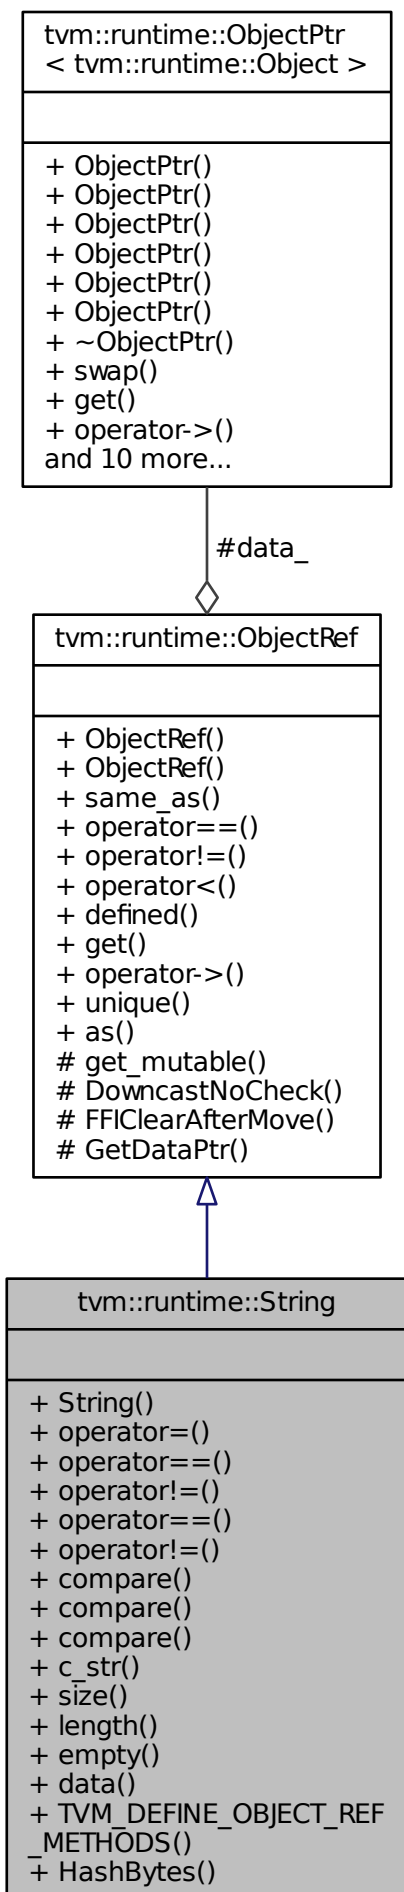 tvm::runtime::ObjectPtr
< tvm::runtime::Object >
+ ObjectPtr()
+ ObjectPtr()
+ ObjectPtr()
+ ObjectPtr()
+ ObjectPtr()
+ ObjectPtr()
+ ~ObjectPtr()
+ swap()
+ get()
+ operator->()
and 10 more...
#data_
tvm::runtime::ObjectRef
+ ObjectRef()
+ ObjectRef()
+ same_as()
+ operator==()
+ operator!=()
+ operator<()
+ defined()
+ get()
+ operator->()
+ unique()
+ as()
# get_mutable()
# DowncastNoCheck()
# FFIClearAfterMove()
# GetDataPtr()
tvm::runtime::String
+ String()
+ operator=()
+ operator==()
+ operator!=()
+ operator==()
+ operator!=()
+ compare()
+ compare()
+ compare()
+ c_str()
+ size()
+ length()
+ empty()
+ data()
+ TVM_DEFINE_OBJECT_REF
_METHODS()
+ HashBytes()